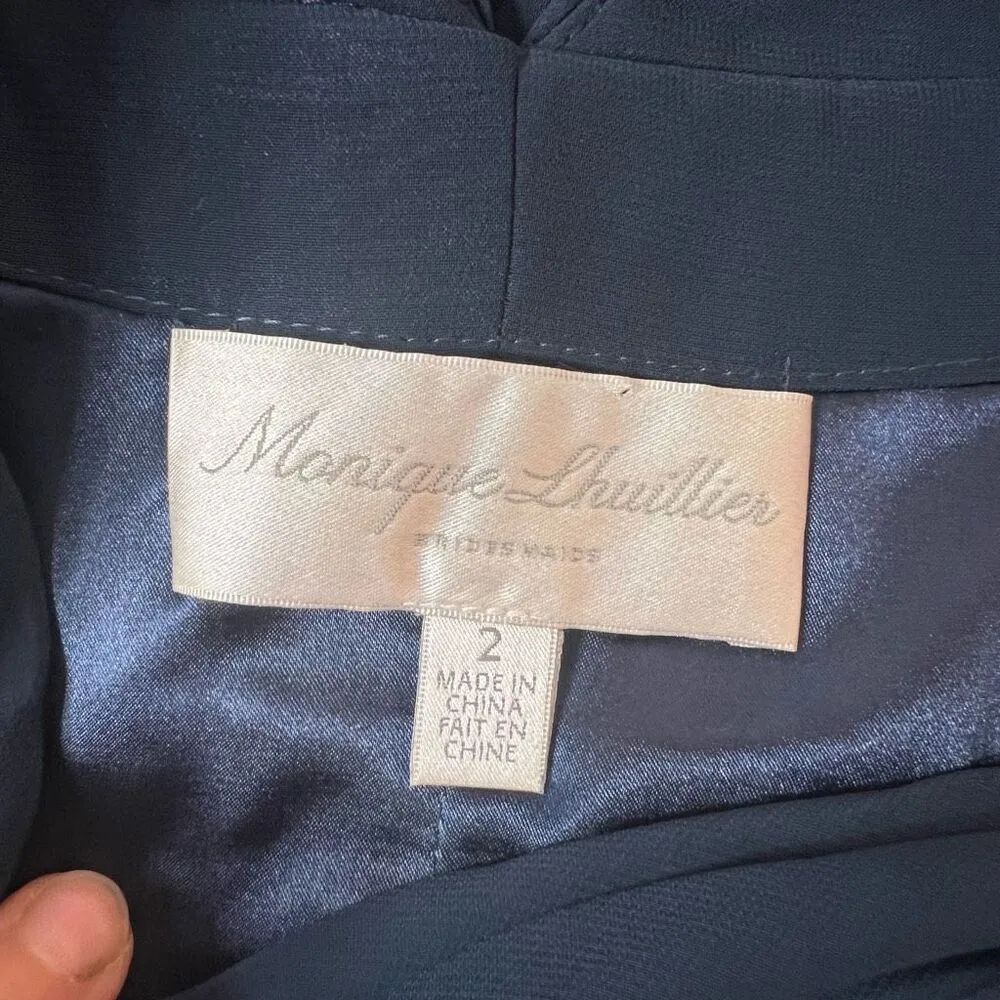 Monique Lhuillier
BRIDESMAIDS
2
MADE IN
CHINA
FAIT EN
CHINE